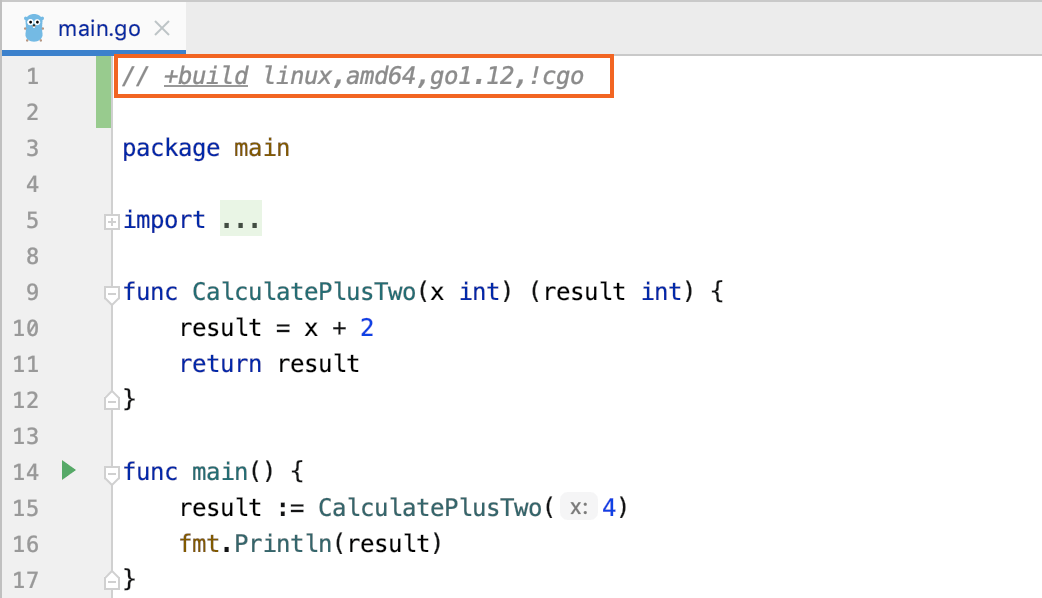 main.go
1 // +build linux,amd64,go1.12,!cgo
2
3 package main
4
5 import ...
8
9 func CalculatePlusTwo(x int) (result int) {
10 result = x + 2
11 return result
12 }
13
14 func main() {
15 result := CalculatePlusTwo( x: 4)
16 fmt.Println(result)
17 }